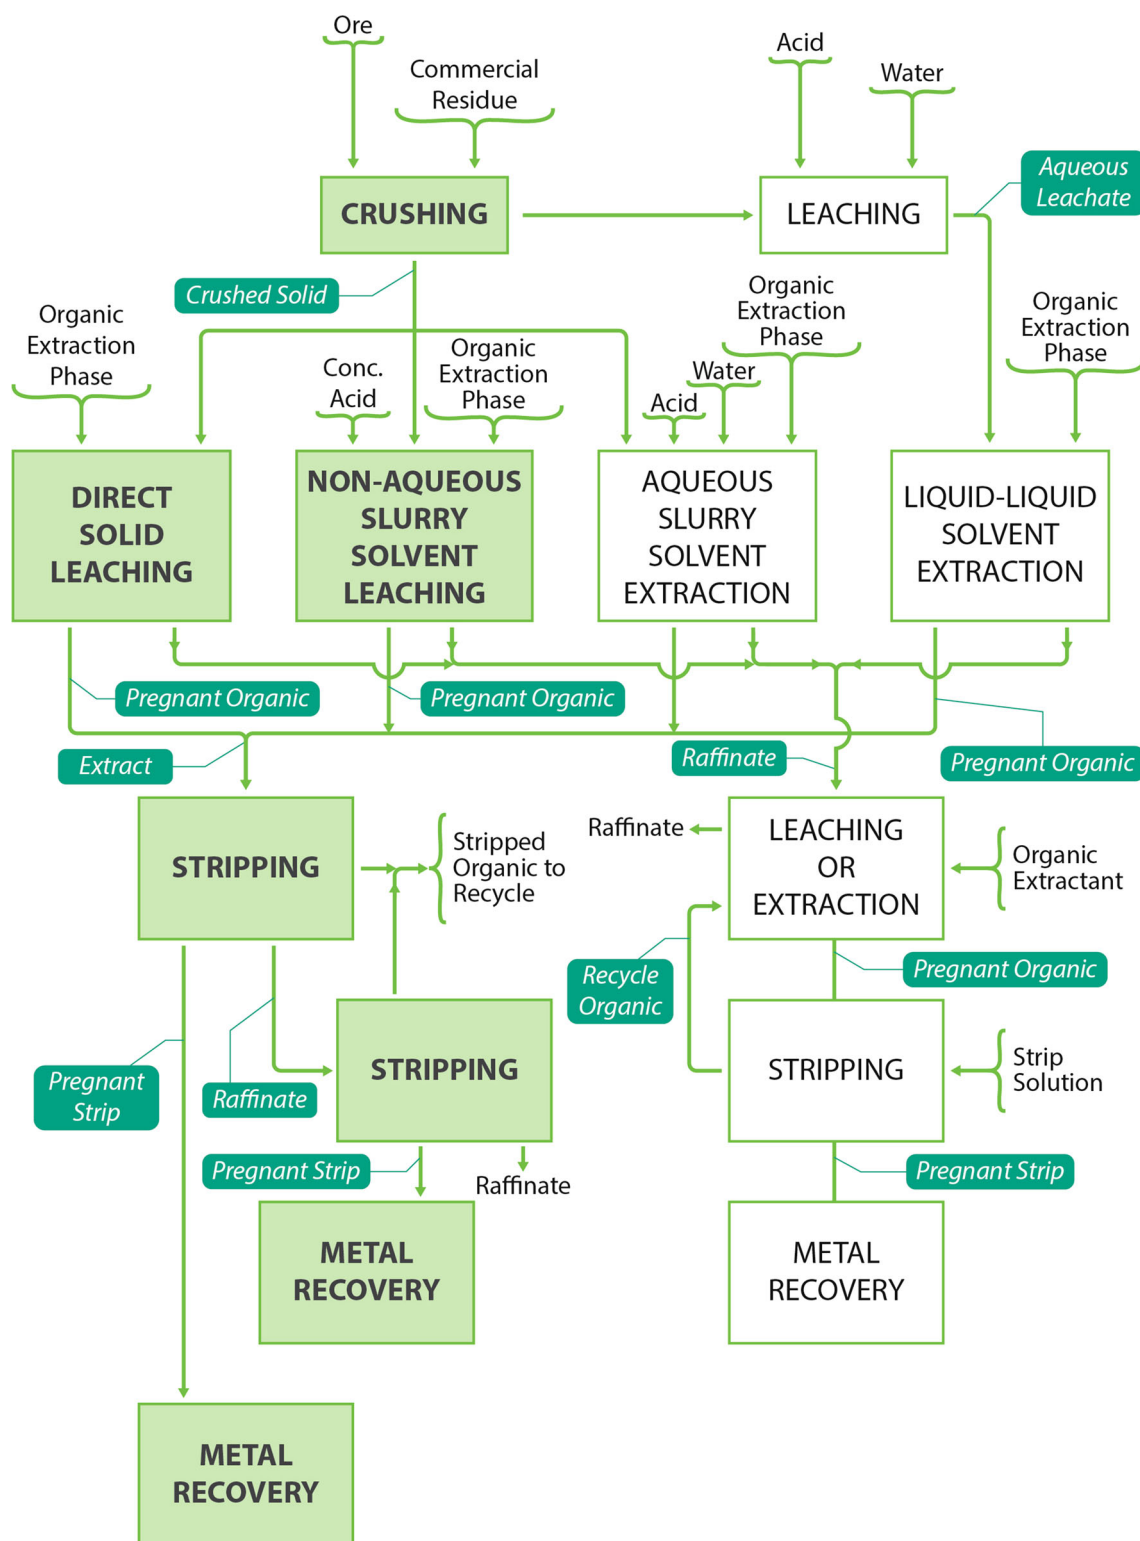 Ore
Commercial
Residue
Acid
Water
CRUSHING
LEACHING
Aqueous
Leachate
Crushed Solid
Organic
Extraction
Phase
Conc.
Acid
Organic
Extraction
Phase
Acid
Water
Organic
Extraction
Phase
Organic
Extraction
Phase
DIRECT
SOLID
LEACHING
NON-AQUEOUS
SLURRY
SOLVENT
LEACHING
AQUEOUS
SLURRY
SOLVENT
EXTRACTION
LIQUID-LIQUID
SOLVENT
EXTRACTION
Pregnant Organic
Pregnant Organic
Extract
Raffinate
Pregnant Organic
STRIPPING
Stripped
Organic to
Recycle
Raffinate
LEACHING
OR
EXTRACTION
Organic
Extractant
Recycle
Organic
Pregnant Organic
Pregnant
Strip
Raffinate
STRIPPING
STRIPPING
Strip
Solution
Pregnant Strip
Raffinate
Pregnant Strip
METAL
RECOVERY
METAL
RECOVERY
METAL
RECOVERY